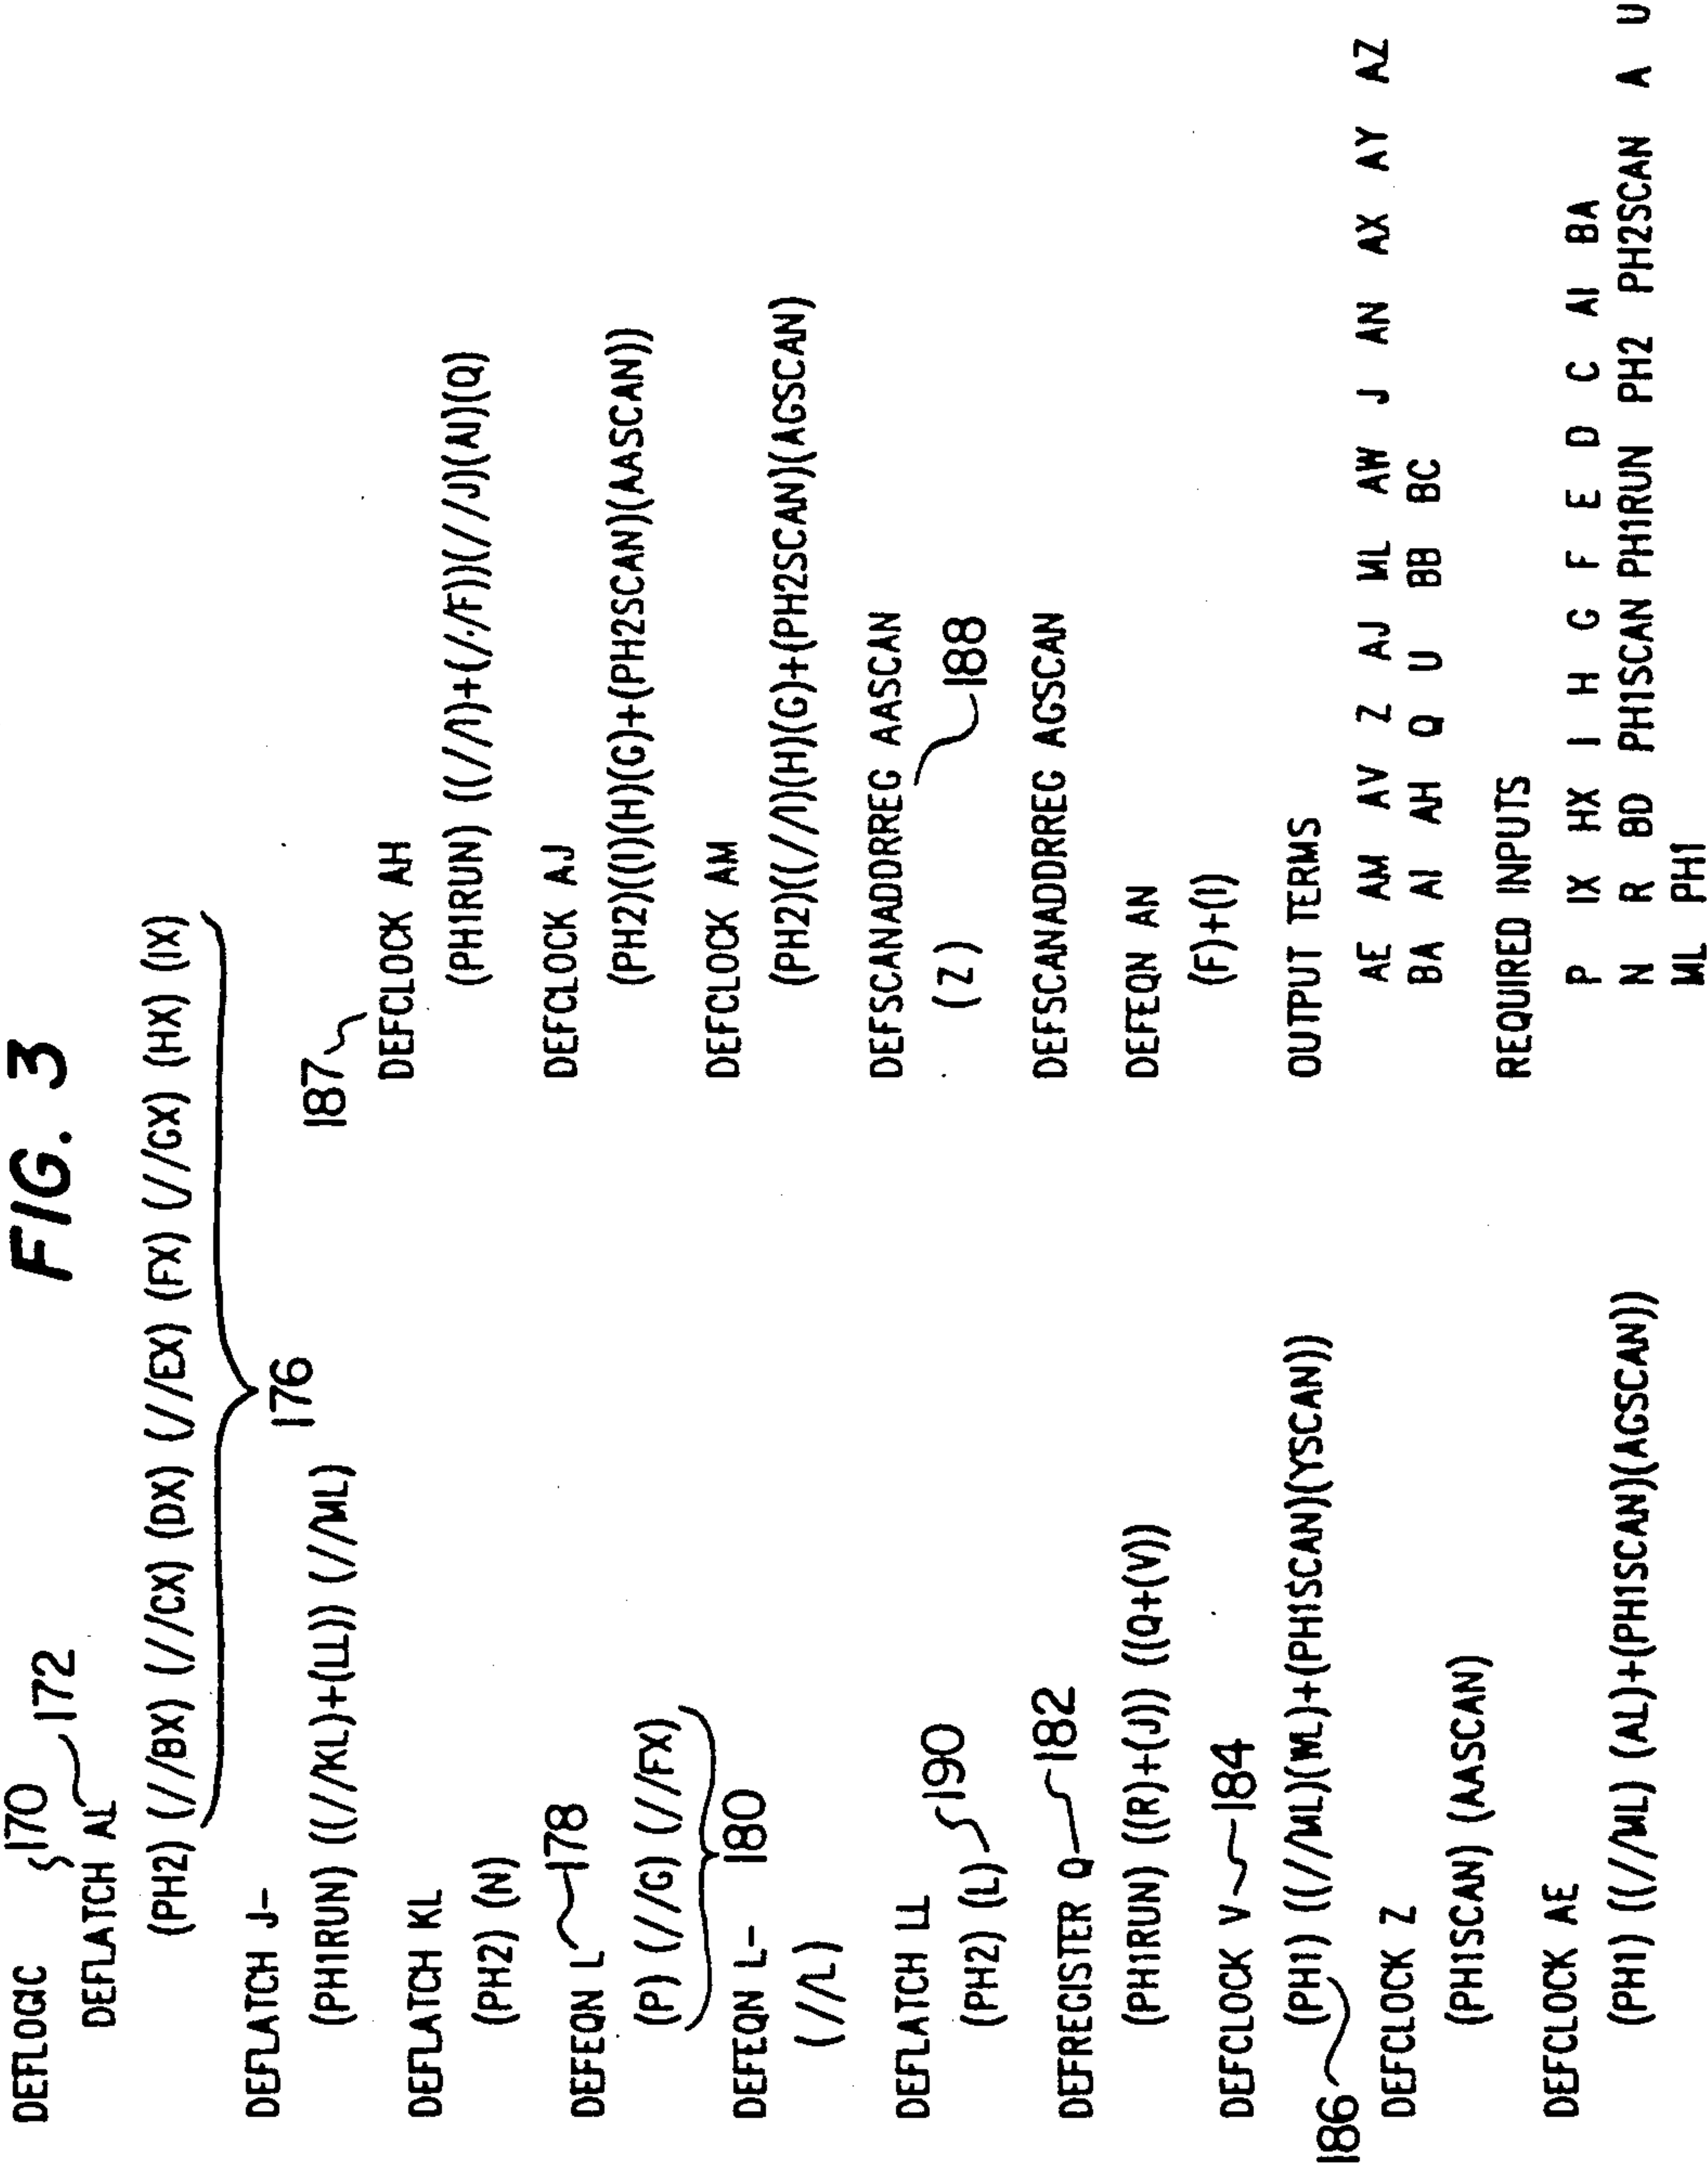 FIG. 3
DEFLOGIC 170
DEFLATCH AL 172
(PH2) (//BX) (//CX) (DX) (//EX) (FX) (//GX) (HX) (IX)
176
DEFLATCH J-
(PH1RUN) ((//KL)+(LL)) (//ML)
DEFLATCH KL
(PH2) (N)
DEFEQN L 178
(P) (//G) (//FX)
180
DEFEQN L-
(//L)
DEFLATCH LL
190
(PH2) (L)
DEFREGISTER Q 182
(PH1RUN) ((R)+(J)) ((Q+(V))
DEFCLOCK V 184
(PH1) ((//ML)(ML)+(PH1SCAN)(YSCAN))
186
DEFCLOCK Z
(PH1SCAN) (AASCAN)
DEFCLOCK AE
(PH1) ((//ML) (AL)+(PH1SCAN)(AGSCAN))
187
DEFCLOCK AH
(PH1RUN) ((//I)+(//F))(//J)(AI)(Q)
DEFCLOCK AJ
(PH2)((I)(H)(G)+(PH2SCAN)(AASCAN))
DEFCLOCK AM
(PH2)((//I)(H)(G)+(PH2SCAN)(AGSCAN)
DEFSCANADDRREG AASCAN
(Z)
188
DEFSCANADDRREG AGSCAN
DEFEQN AN
(F)+(I)
OUTPUT TERMS
AE AM AV Z AJ ML AW J AN AX AY AZ
BA AI AH Q U BB BC
REQUIRED INPUTS
P IX HX I H G F E D C AI BA
N R BD PH1SCAN PH1RUN PH2 PH2SCAN A U
ML PH1